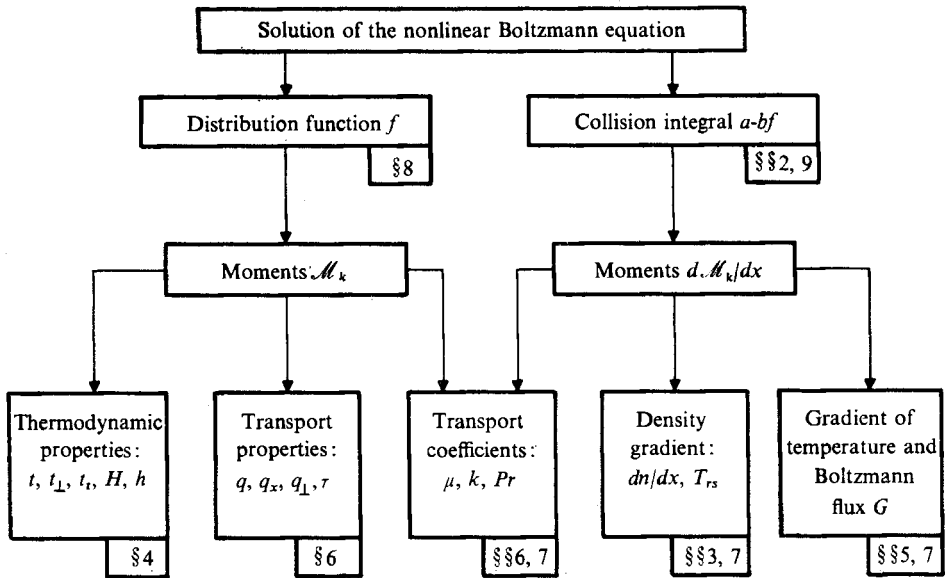 Solution of the nonlinear Boltzmann equation
Distribution function f
§8
Collision integral a-bf
§§2, 9
Moments ℳₖ
Moments dℳₖ/dx
Thermodynamic
properties:
t, t⊥, tₜ, H, h
§4
Transport
properties:
q, qₓ, q⊥, τ
§6
Transport
coefficients:
μ, k, Pr
§§6, 7
Density
gradient:
dn/dx, Tᵣₛ
§§3, 7
Gradient of
temperature and
Boltzmann
flux G
§§5, 7